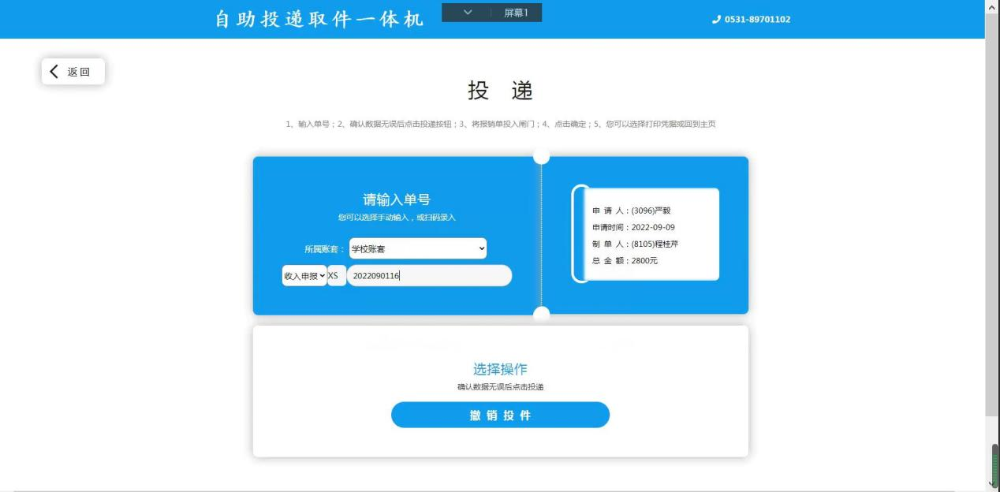 自助投递取件一体机
屏幕1
0531-89701102
返回
投 递
1、输入单号；2、确认数据无误后点击投递按钮；3、将报销单投入闸门；4、点击确定；5、您可以选择打印凭据或回到主页
请输入单号
您可以选择手动输入，或扫码录入
所属账套： 学校账套
收入申报 XS 2022090116
申 请 人：(3096)严毅
申请时间：2022-09-09
制 单 人：(8105)程桂芹
总 金 额：2800元
选择操作
确认数据无误后点击投递
撤 销 投 件